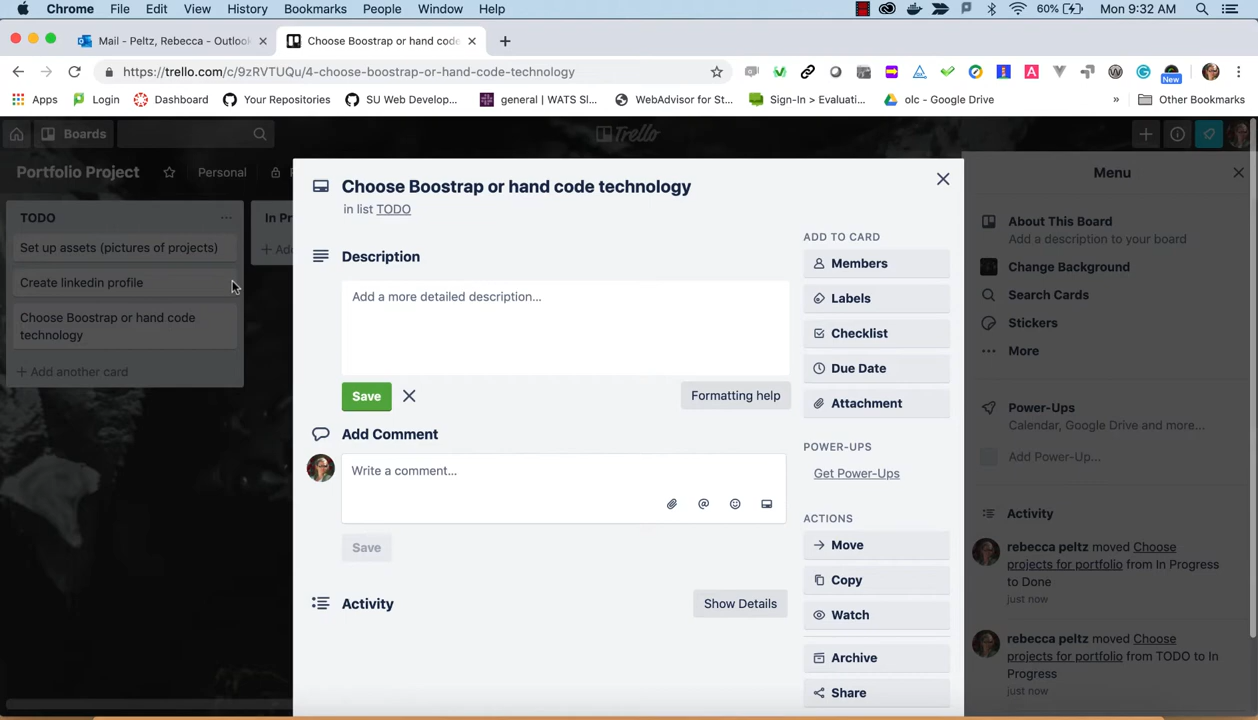 Chrome File Edit View History Bookmarks People Window Help 60% Mon 9:32 AM
Mail - Peltz, Rebecca - Outlook
Choose Boostrap or hand code
https://trello.com/c/9zRVTUQu/4-choose-boostrap-or-hand-code-technology
New
Apps Login Dashboard Your Repositories SU Web Develop... general | WATS Sl... WebAdvisor for St... Sign-In > Evaluati... olc - Google Drive » Other Bookmarks
Boards
Trello
Portfolio Project
Personal
TODO
Set up assets (pictures of projects)
Create linkedin profile
Choose Boostrap or hand code
technology
+ Add another card
In Pr
Choose Boostrap or hand code technology
in list TODO
Description
Add a more detailed description...
Save
Formatting help
Add Comment
Write a comment...
@
Save
Activity
Show Details
ADD TO CARD
Members
Labels
Checklist
Due Date
Attachment
POWER-UPS
Get Power-Ups
ACTIONS
Move
Copy
Watch
Archive
Share
Menu
About This Board
Add a description to your board
Change Background
Search Cards
Stickers
More
Power-Ups
Calendar, Google Drive and more...
Add Power-Up...
Activity
rebecca peltz moved Choose
projects for portfolio from In Progress
to Done
just now
rebecca peltz moved Choose
projects for portfolio from TODO to In
Progress
just now